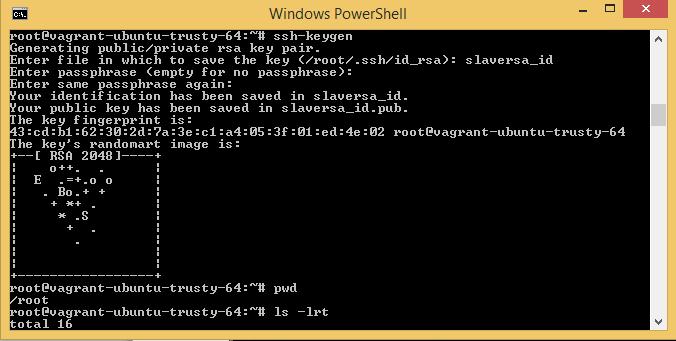 Windows PowerShell
root@vagrant-ubuntu-trusty-64:~# ssh-keygen
Generating public/private rsa key pair.
Enter file in which to save the key (/root/.ssh/id_rsa): slaversa_id
Enter passphrase (empty for no passphrase):
Enter same passphrase again:
Your identification has been saved in slaversa_id.
Your public key has been saved in slaversa_id.pub.
The key fingerprint is:
43:cd:b1:62:30:2d:7a:3e:c1:a4:05:3f:01:ed:4e:02 root@vagrant-ubuntu-trusty-64
The key's randomart image is:
+--[ RSA 2048]----+
¦    o++.  .      ¦
¦  E  .=+.o o     ¦
¦   . Bo.+ +      ¦
¦    + *+ .       ¦
¦     * .S        ¦
¦      +  .       ¦
¦       .         ¦
¦                 ¦
¦                 ¦
+-----------------+
root@vagrant-ubuntu-trusty-64:~# pwd
/root
root@vagrant-ubuntu-trusty-64:~# ls -lrt
total 16